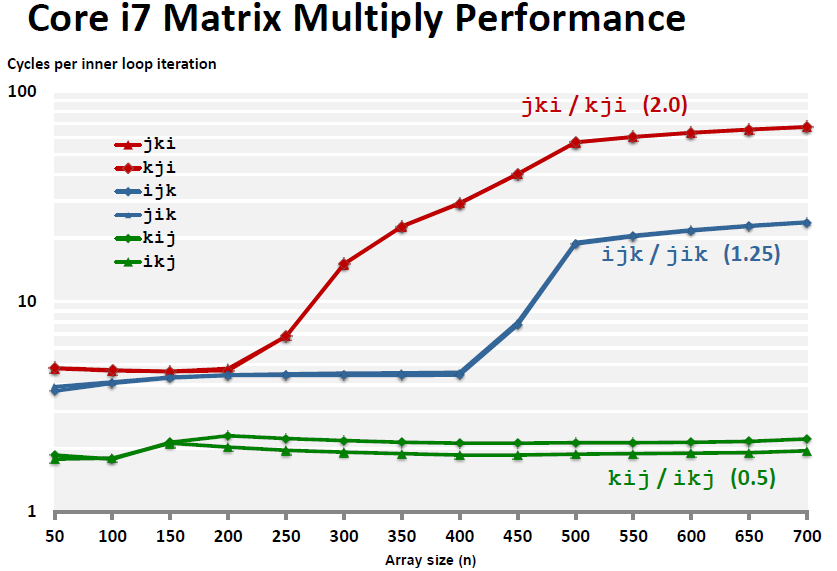 Core i7 Matrix Multiply Performance
Cycles per inner loop iteration
100
jki / kji (2.0)
jki
kji
ijk
jik
kij
ikj
ijk / jik (1.25)
10
kij / ikj (0.5)
1
50 100 150 200 250 300 350 400 450 500 550 600 650 700
Array size (n)